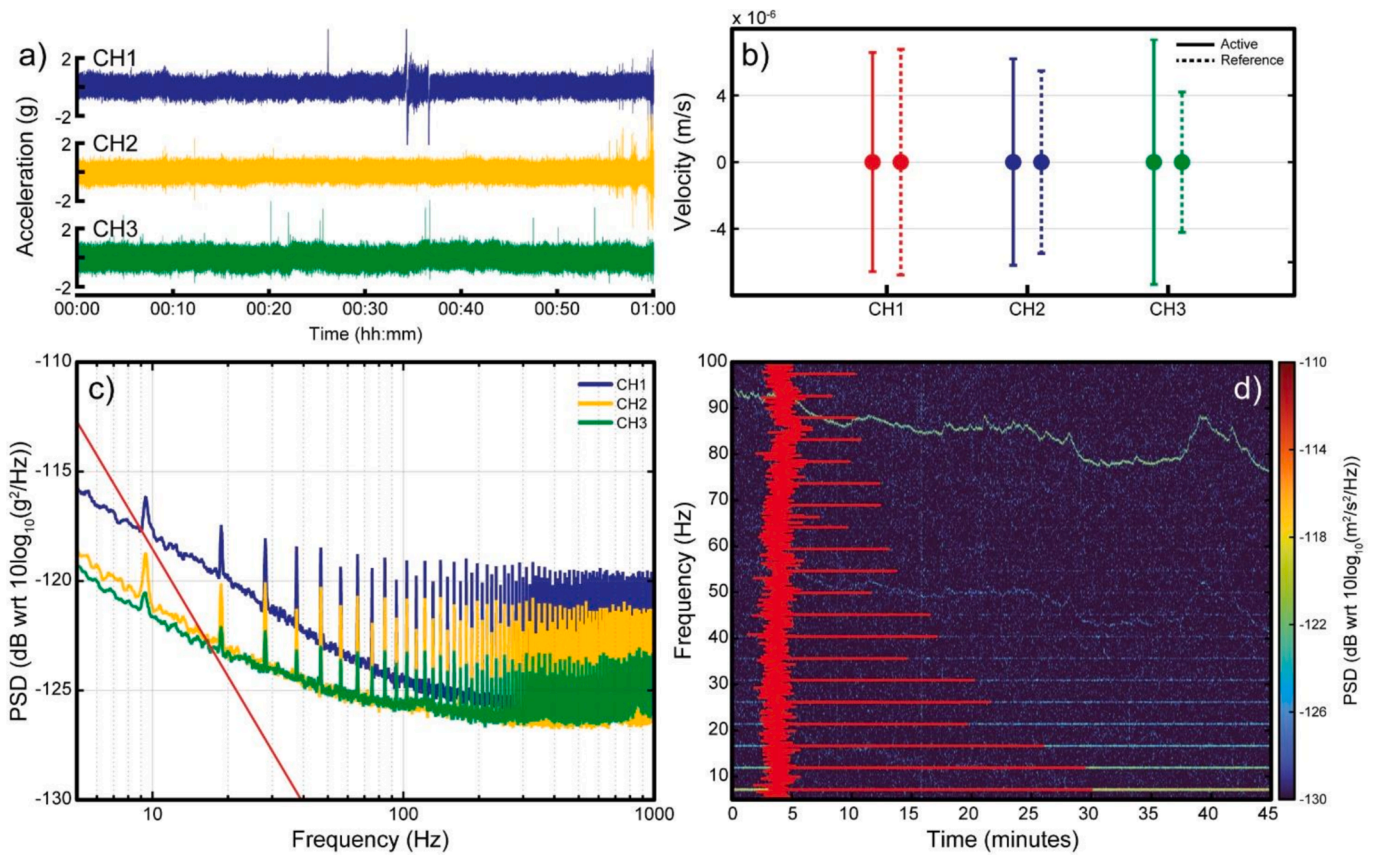 a)
CH1
CH2
CH3
2
-2
2
-2
2
-2
Acceleration (g)
00:00 00:10 00:20 00:30 00:40 00:50 01:00
Time (hh:mm)
x 10⁻⁶
b)
Active
Reference
4
0
-4
Velocity (m/s)
CH1 CH2 CH3
c)
CH1
CH2
CH3
-110
-115
-120
-125
-130
PSD (dB wrt 10log₁₀(g²/Hz))
10 100 1000
Frequency (Hz)
d)
100
90
80
70
60
50
40
30
20
10
Frequency (Hz)
0 5 10 15 20 25 30 35 40 45
Time (minutes)
-110
-114
-118
-122
-126
-130
PSD (dB wrt 10log₁₀(m²/s²/Hz))